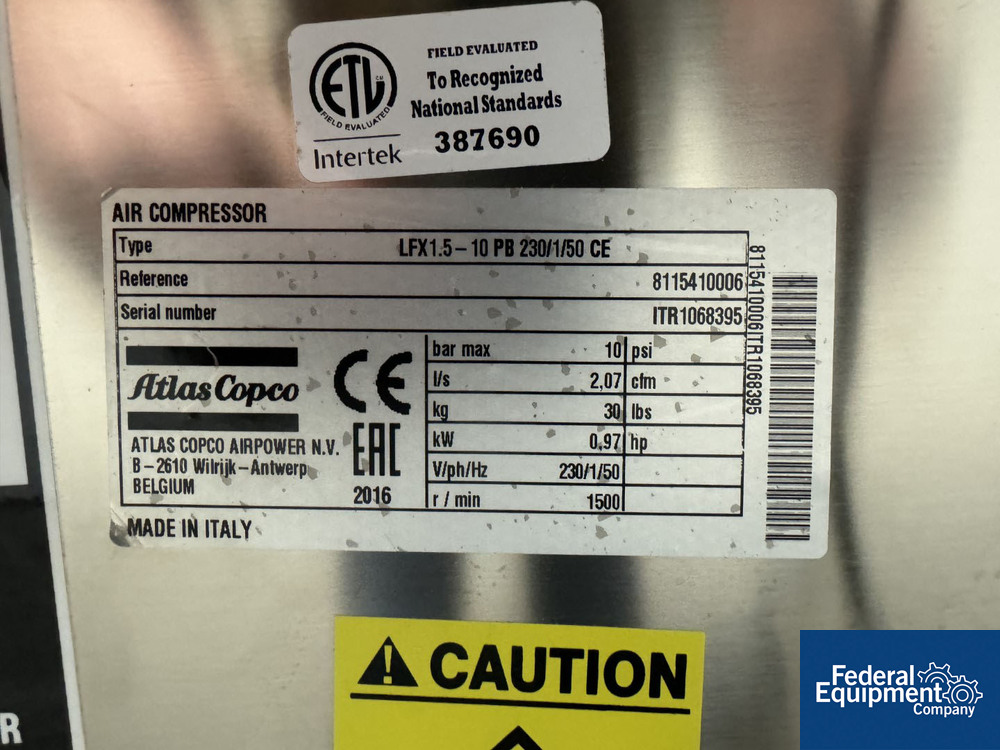 ETL
CM
FIELD EVALUATED
Intertek
FIELD EVALUATED
To Recognized
National Standards
387690
AIR COMPRESSOR
Type LFX1.5-10 PB 230/1/50 CE
Reference 8115410006
Serial number ITR1068395
Atlas Copco
ATLAS COPCO AIRPOWER N.V.
B-2610 Wilrijk-Antwerp
BELGIUM
CE
EAC
2016
bar max 10 psi
l/s 2,07 cfm
kg 30 lbs
kW 0,97 hp
V/ph/Hz 230/1/50
r / min 1500
MADE IN ITALY
8115410006ITR1068395
CAUTION
R
Federal
Equipment
Company